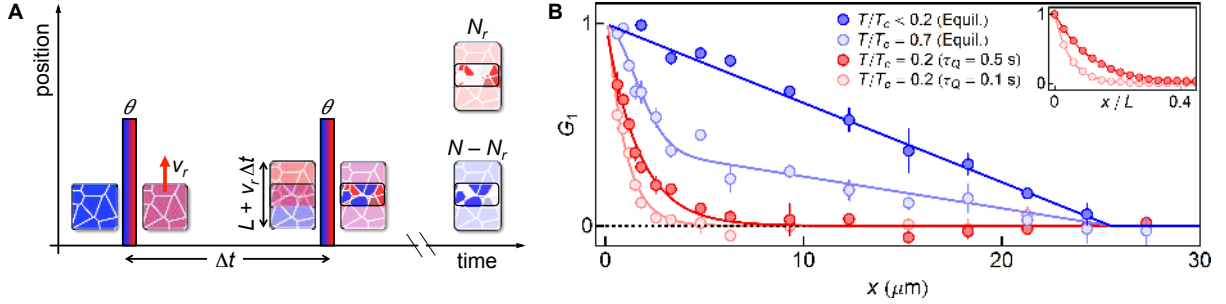 A
position
θ
v_r
L + v_rΔt
θ
Δt
N_r
N − N_r
time
B
1
G_1
0
0
10
20
30
x (μm)
T/T_c < 0.2 (Equil.)
T/T_c = 0.7 (Equil.)
T/T_c = 0.2 (τ_Q = 0.5 s)
T/T_c = 0.2 (τ_Q = 0.1 s)
1
0
0
0.4
x / L